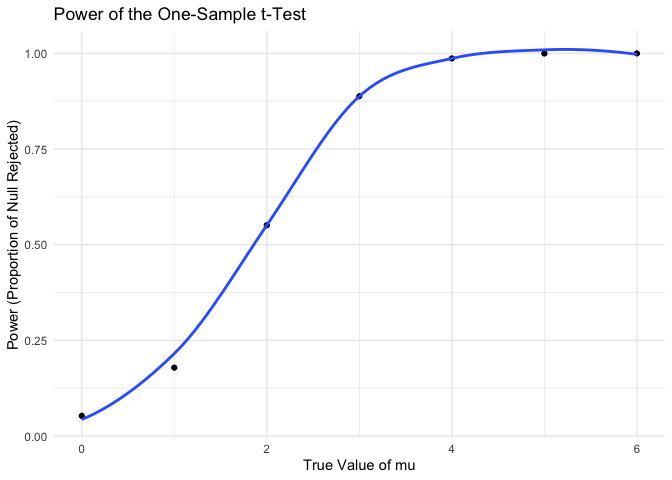 Power of the One-Sample t-Test
Power (Proportion of Null Rejected)
1.00
0.75
0.50
0.25
0.00
0 2 4 6
True Value of mu